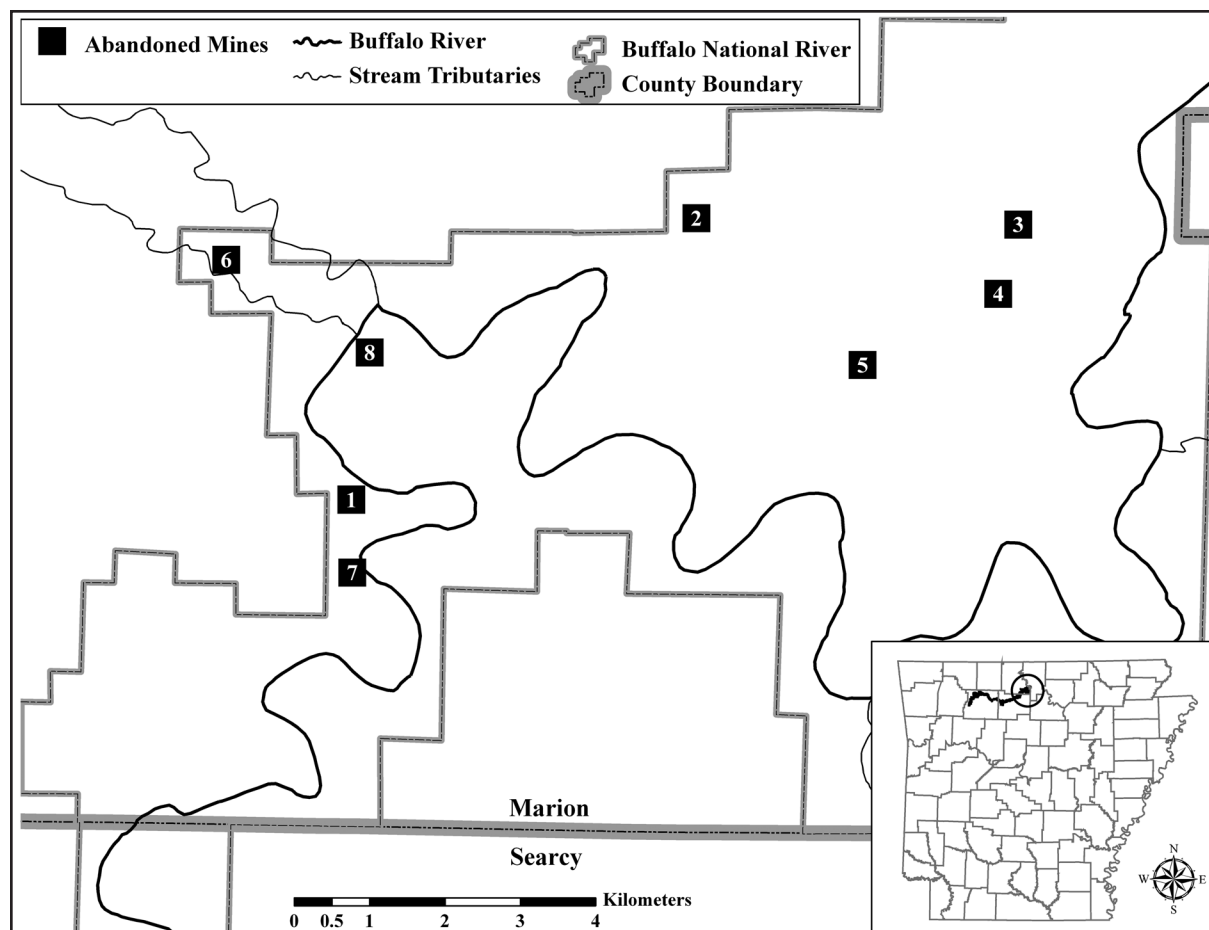 Abandoned Mines
Buffalo River
Stream Tributaries
Buffalo National River
County Boundary
2
3
6
4
8
5
1
7
Marion
Searcy
Kilometers
0 0.5 1 2 3 4
N
W E
S